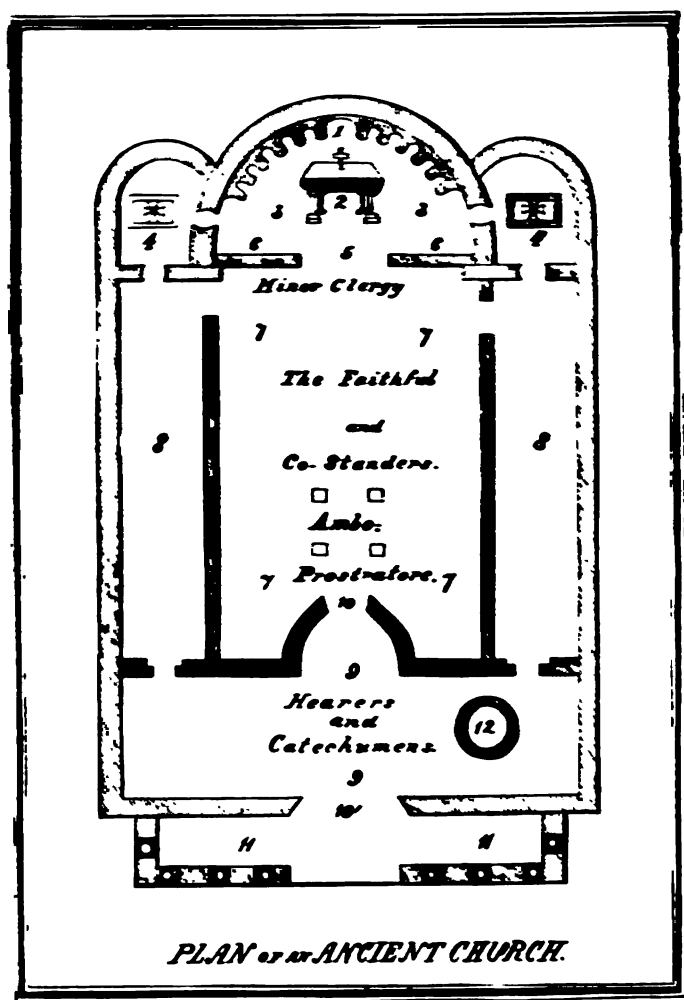 1
2
3 3
4 4
6 5 6
Minor Clergy
7 7
The Faithful
8 and 8
Co-Standers.
Ambo.
7 Prostrators. 7
10
9
Hearers
and
12
Catechumens.
9
10
11 11
PLAN OF AN ANCIENT CHURCH.